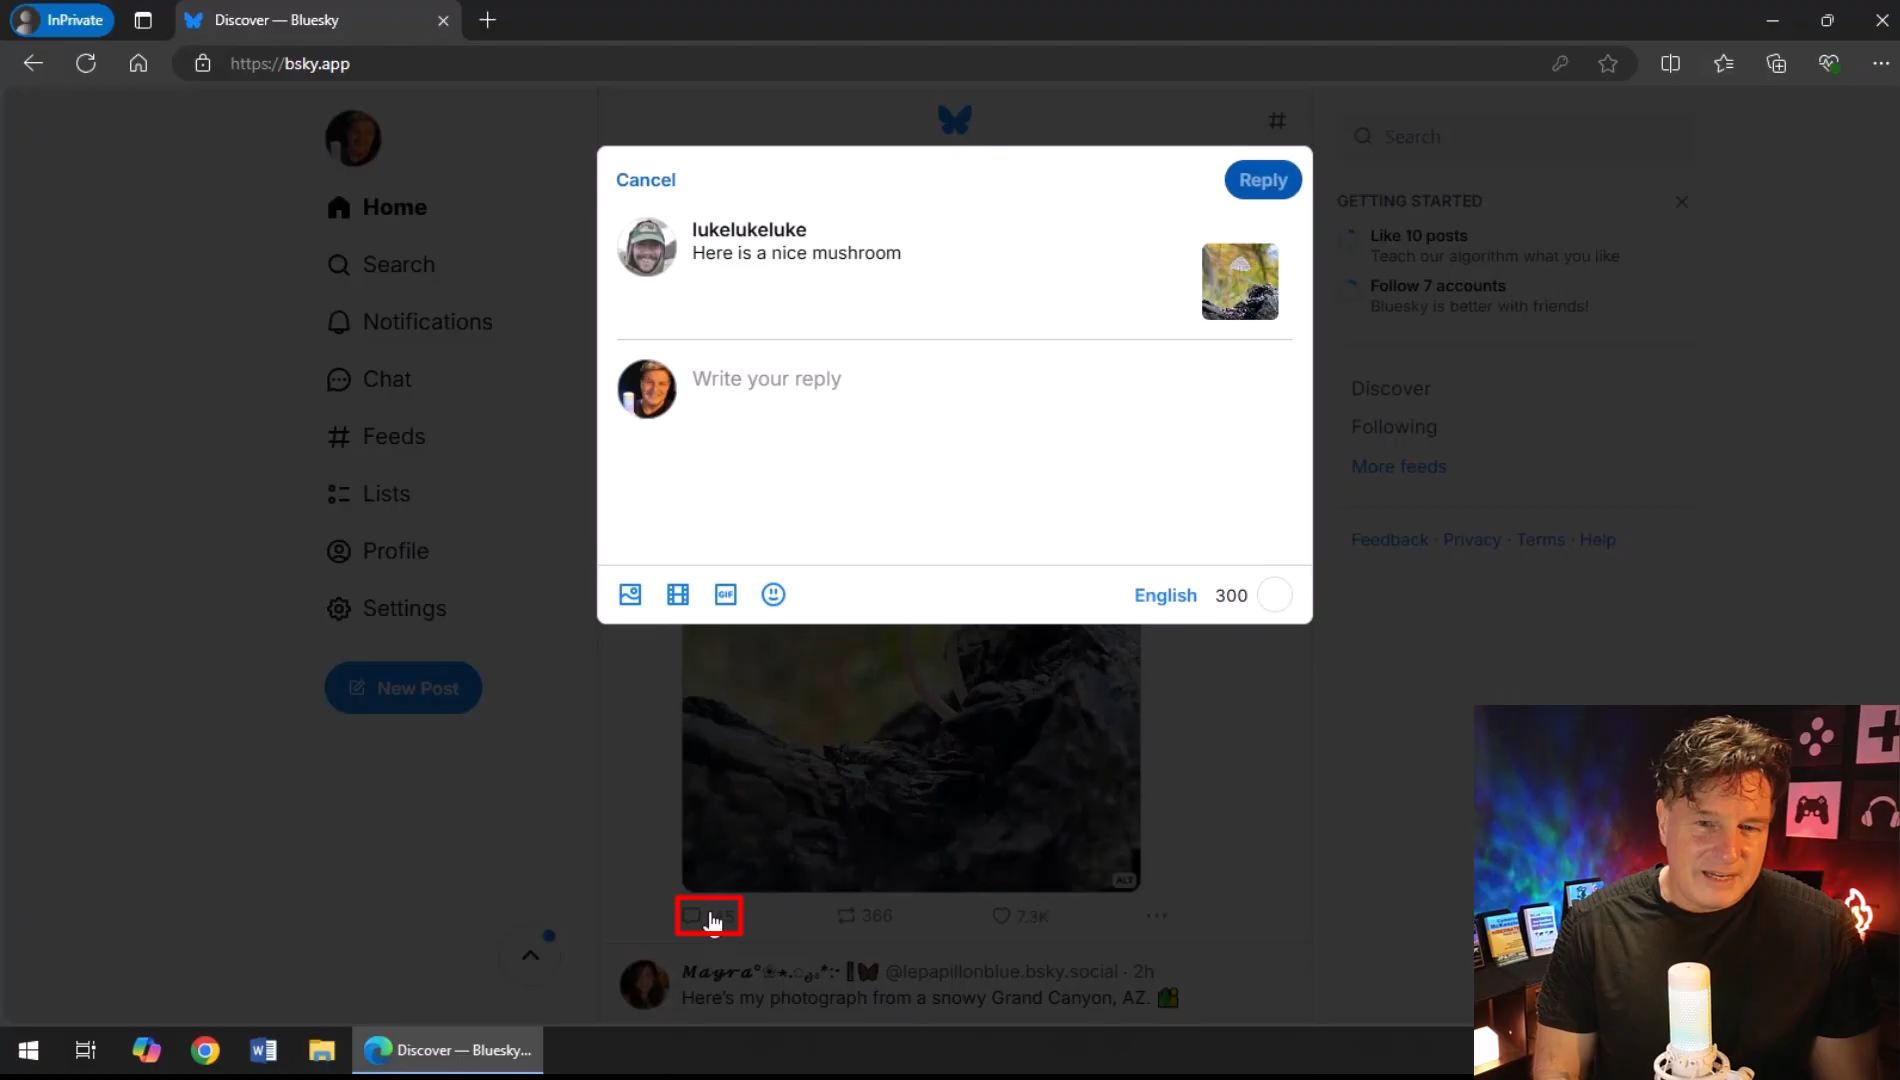 InPrivate
Discover — Bluesky
https://bsky.app
Home
Search
Notifications
Chat
Feeds
Lists
Profile
Settings
New Post
Cancel
Reply
lukelukeluke
Here is a nice mushroom
Write your reply
GIF
English 300
ALT
366
7.3K
@lepapillonblue.bsky.social · 2h
Here's my photograph from a snowy Grand Canyon, AZ.
Search
GETTING STARTED
Like 10 posts
Teach our algorithm what you like
Follow 7 accounts
Bluesky is better with friends!
Discover
Following
More feeds
Feedback · Privacy · Terms · Help
Discover — Bluesky...